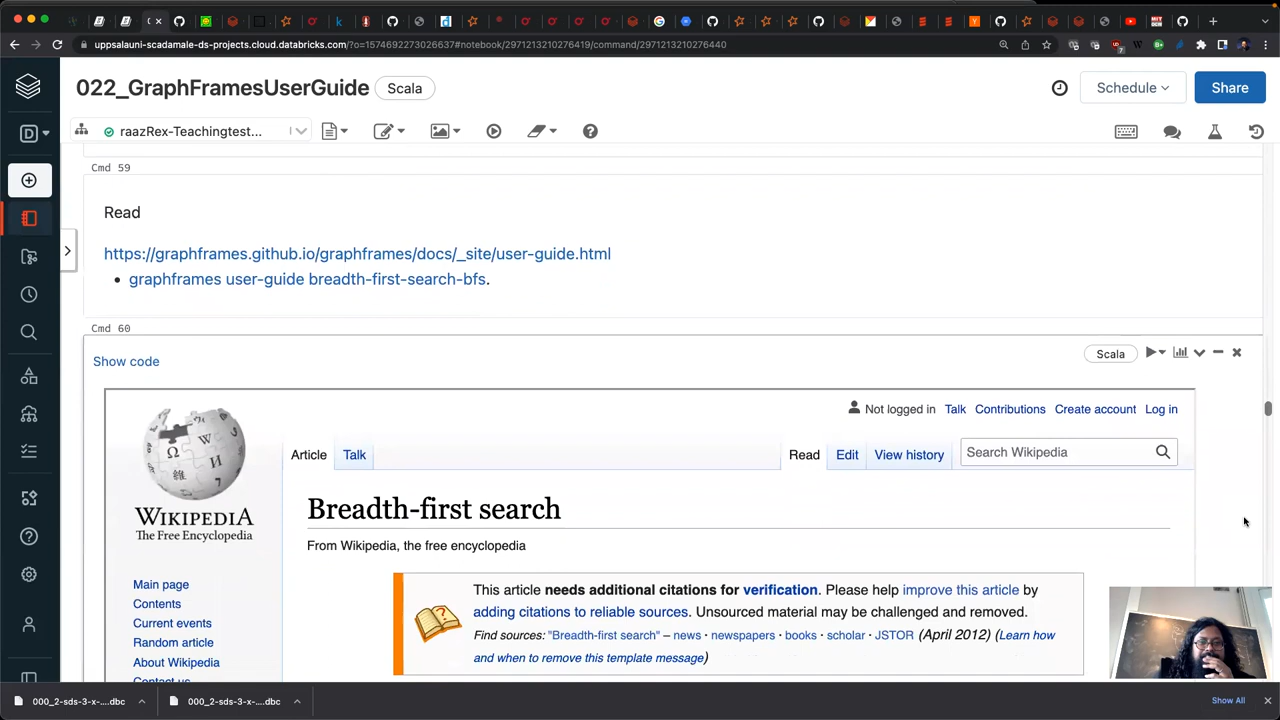 uppsalauni-scadamale-ds-projects.cloud.databricks.com/?o=1574692273026637#notebook/2971213210276419/command/2971213210276440
022_GraphFramesUserGuide
Scala
Schedule
Share
D
raazRex-Teachingtest...
Cmd 59
Read
https://graphframes.github.io/graphframes/docs/_site/user-guide.html
• graphframes user-guide breadth-first-search-bfs.
Cmd 60
Show code
Scala
Not logged in Talk Contributions Create account Log in
Article Talk Read Edit View history Search Wikipedia
WIKIPEDIA
The Free Encyclopedia
Breadth-first search
From Wikipedia, the free encyclopedia
Main page
Contents
Current events
Random article
About Wikipedia
Contact us
This article needs additional citations for verification. Please help improve this article by
adding citations to reliable sources. Unsourced material may be challenged and removed.
Find sources: "Breadth-first search" – news · newspapers · books · scholar · JSTOR (April 2012) (Learn how
and when to remove this template message)
000_2-sds-3-x-....dbc
000_2-sds-3-x-....dbc
Show All